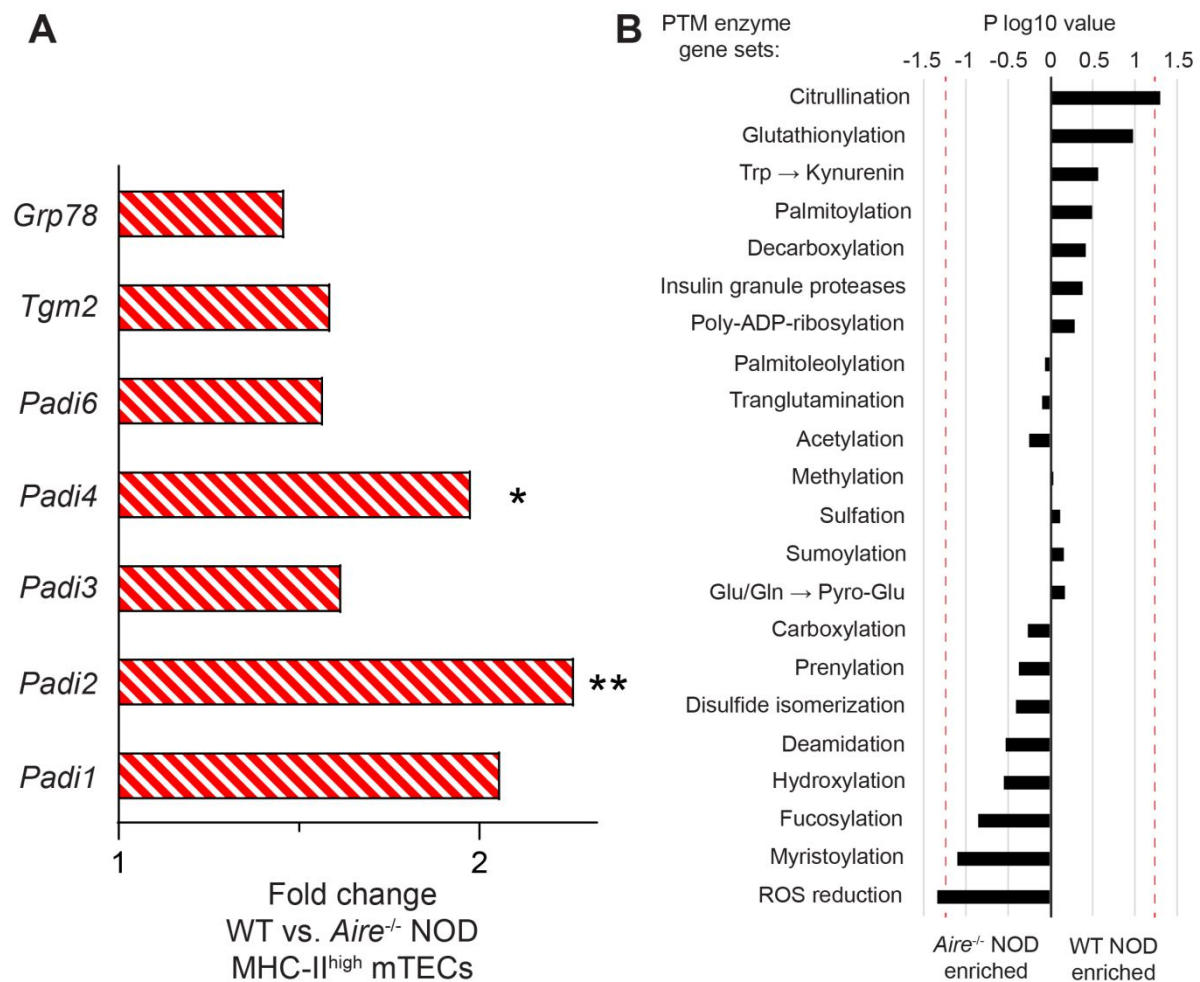 A
Grp78
Tgm2
Padi6
Padi4 *
Padi3
Padi2 **
Padi1
1 2
Fold change
WT vs. Aire-/- NOD
MHC-IIhigh mTECs
B
PTM enzyme
gene sets:
P log10 value
-1.5 -1 -0.5 0 0.5 1 1.5
Citrullination
Glutathionylation
Trp → Kynurenin
Palmitoylation
Decarboxylation
Insulin granule proteases
Poly-ADP-ribosylation
Palmitoleolylation
Tranglutamination
Acetylation
Methylation
Sulfation
Sumoylation
Glu/Gln → Pyro-Glu
Carboxylation
Prenylation
Disulfide isomerization
Deamidation
Hydroxylation
Fucosylation
Myristoylation
ROS reduction
Aire-/- NOD
enriched
WT NOD
enriched